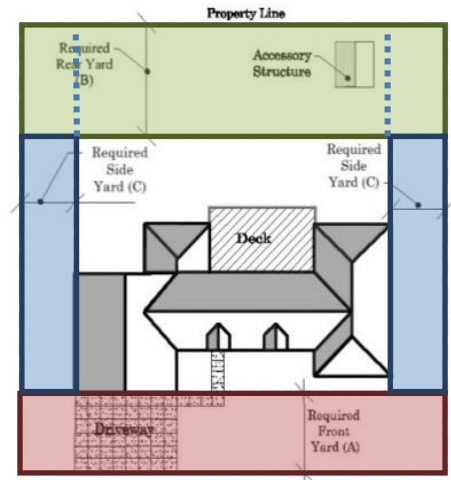 Property Line
Required
Rear Yard
(B)
Accessory
Structure
Required
Side
Yard (C)
Required
Side
Yard (C)
Deck
Driveway
Required
Front
Yard (A)